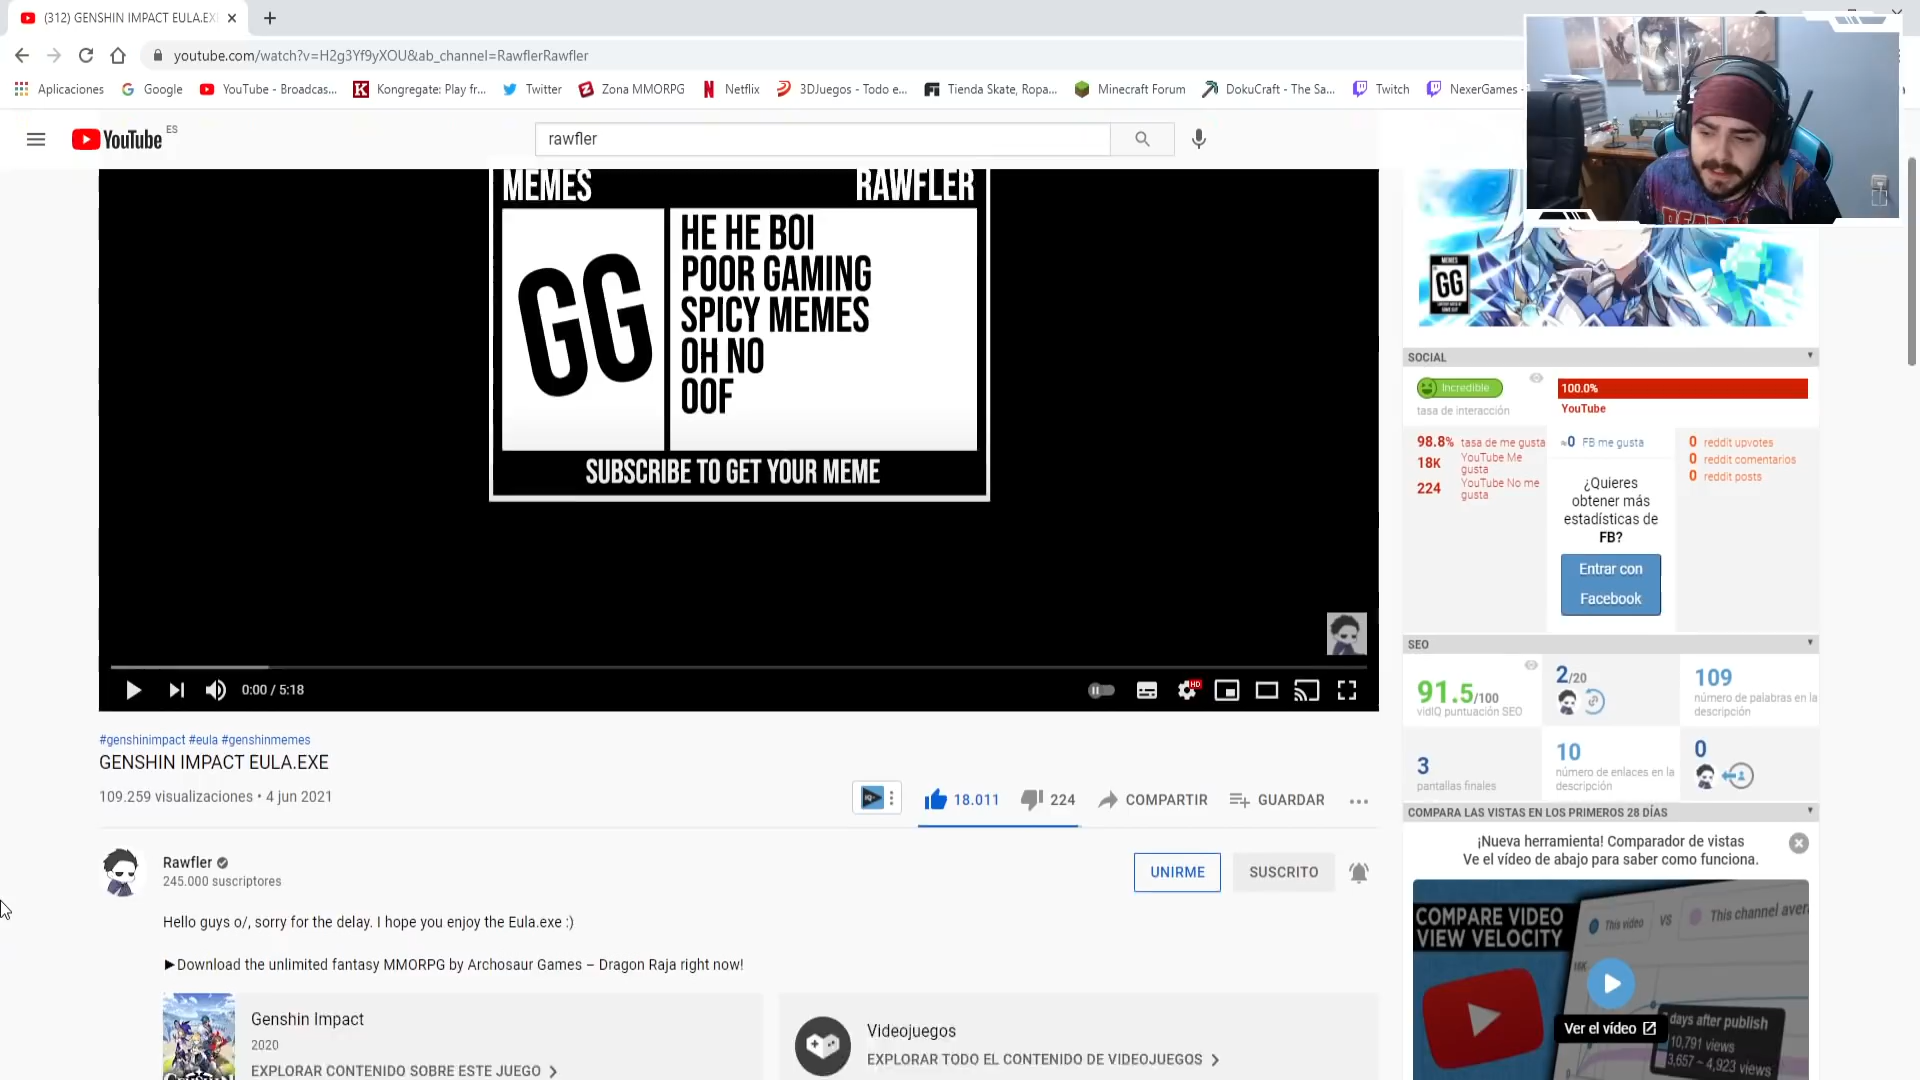 (312) GENSHIN IMPACT EULA.EX
youtube.com/watch?v=H2g3Yf9yXOU&ab_channel=RawflerRawfler
Aplicaciones
Google
YouTube - Broadcas...
Kongregate: Play fr...
Twitter
Zona MMORPG
Netflix
3DJuegos - Todo e...
Tienda Skate, Ropa...
Minecraft Forum
DokuCraft - The Sa...
Twitch
NexerGames -
YouTube
ES
rawfler
MEMES
RAWFLER
GG
HE HE BOI
POOR GAMING
SPICY MEMES
OH NO
OOF
SUBSCRIBE TO GET YOUR MEME
0:00 / 5:18
HD
#genshinimpact #eula #genshinmemes
GENSHIN IMPACT EULA.EXE
109.259 visualizaciones • 4 jun 2021
18.011
224
COMPARTIR
GUARDAR
Rawfler
245.000 suscriptores
UNIRME
SUSCRITO
Hello guys o/, sorry for the delay. I hope you enjoy the Eula.exe :)
►Download the unlimited fantasy MMORPG by Archosaur Games – Dragon Raja right now!
Genshin Impact
2020
EXPLORAR CONTENIDO SOBRE ESTE JUEGO
Videojuegos
EXPLORAR TODO EL CONTENIDO DE VIDEOJUEGOS
MEMES
GG
SOCIAL
Incredible
tasa de interacción
100.0%
YouTube
98.8% tasa de me gusta
18K YouTube Me gusta
224 YouTube No me gusta
≈0 FB me gusta
¿Quieres
obtener más
estadísticas de
FB?
Entrar con
Facebook
0 reddit upvotes
0 reddit comentarios
0 reddit posts
SEO
91.5/100
vidIQ puntuación SEO
2/20
109
número de palabras en la
descripción
3
pantallas finales
10
número de enlaces en la
descripción
0
COMPARA LAS VISTAS EN LOS PRIMEROS 28 DÍAS
¡Nueva herramienta! Comparador de vistas
Ve el vídeo de abajo para saber como funciona.
COMPARE VIDEO
VIEW VELOCITY
This video
VS
This channel aver
Ver el vídeo
days after publish
10,791 views
3,657 – 4,923 views